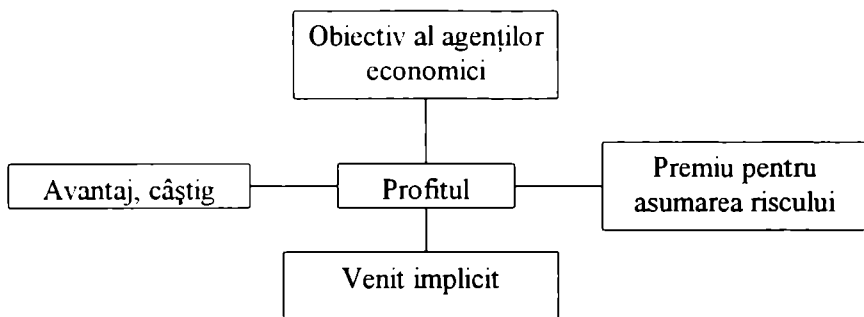 Obiectiv al agenților
economici
Avantaj, câștig
Profitul
Premiu pentru
asumarea riscului
Venit implicit